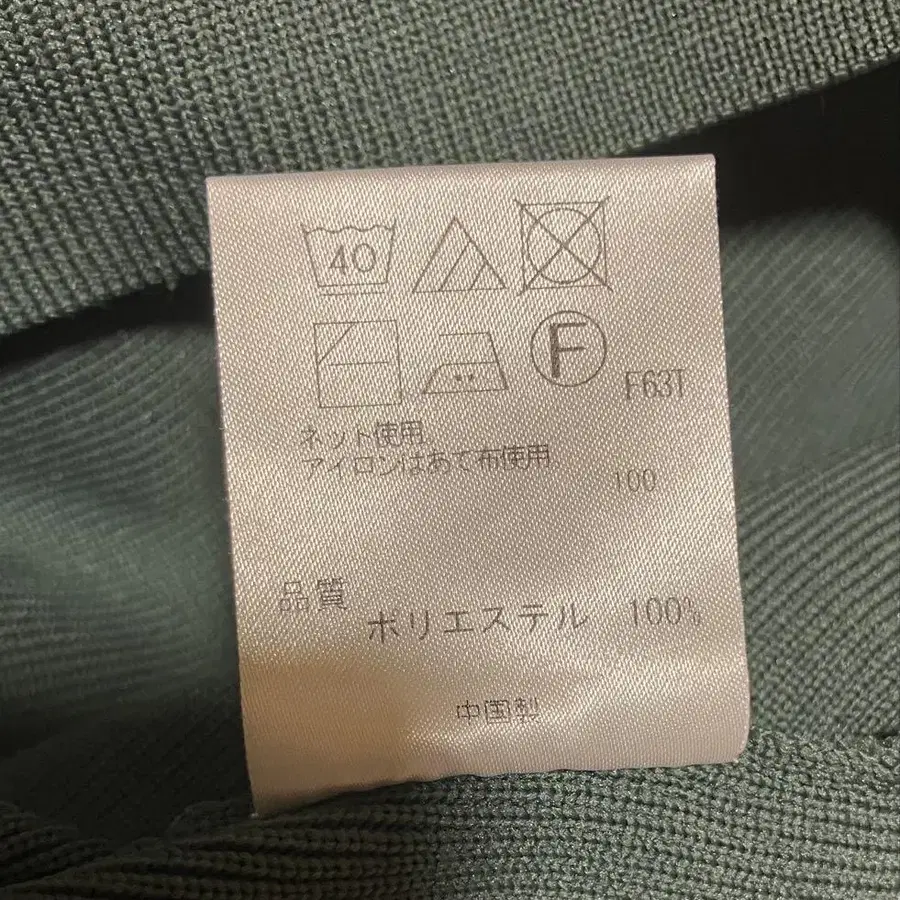 40
F
F63T
ネット使用
アイロンはあて布使用
100
品質
ポリエステル 100%
中国製